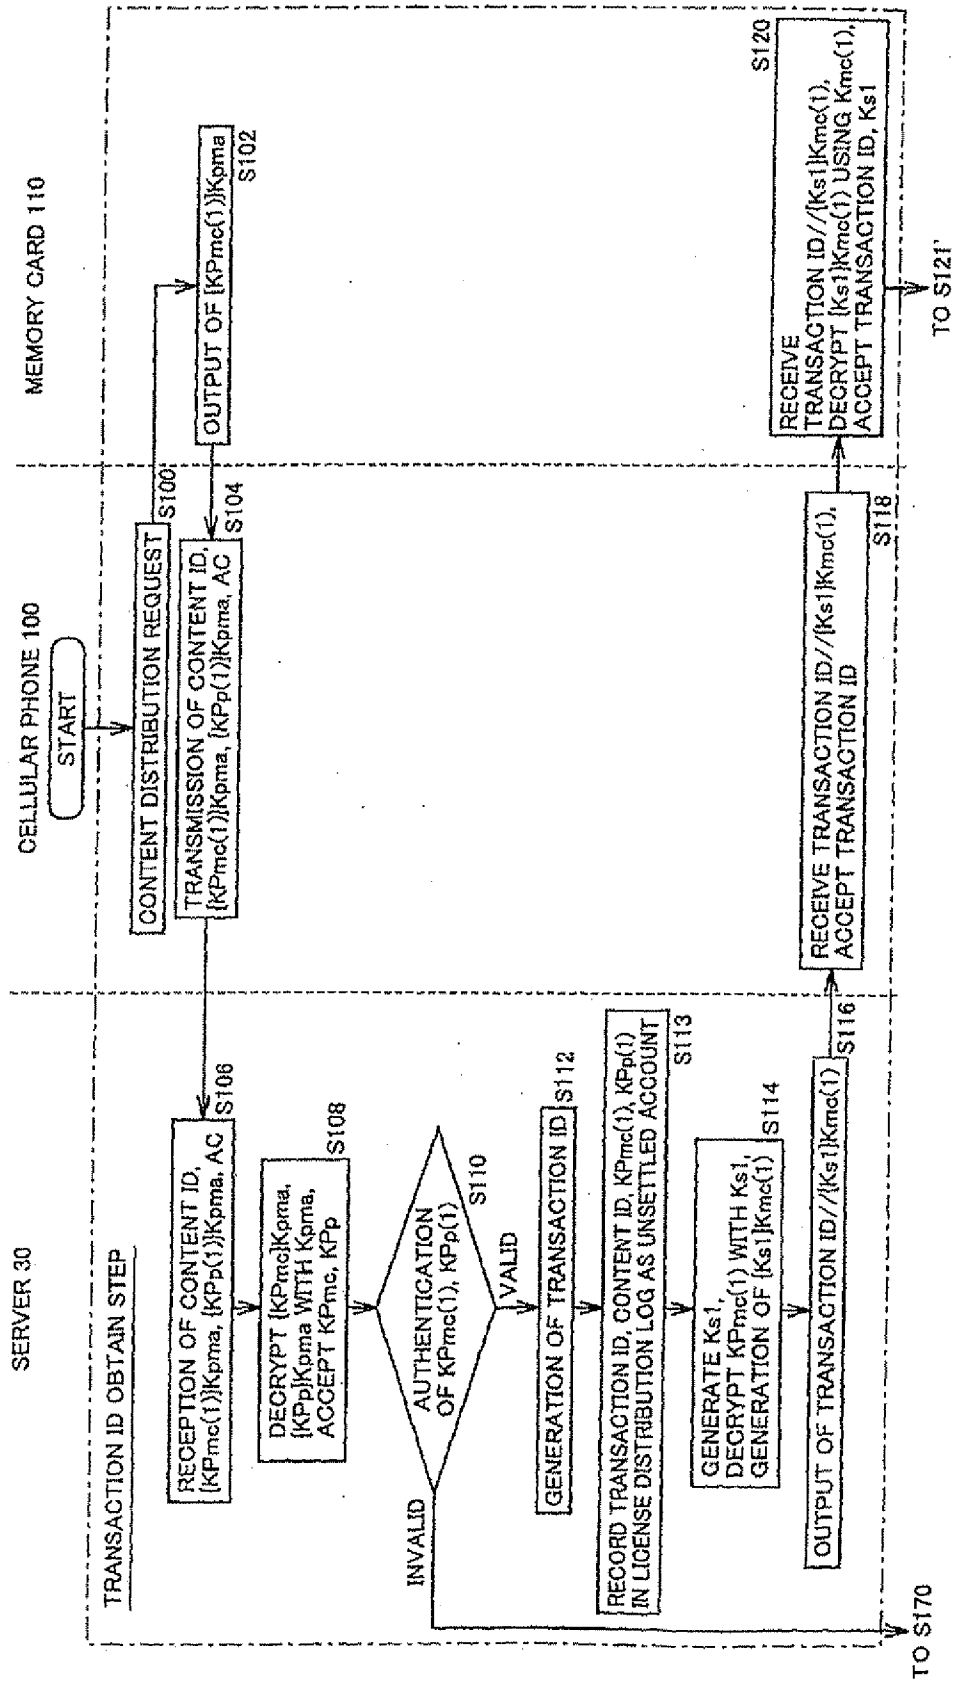 SERVER 30
CELLULAR PHONE 100
MEMORY CARD 110
TRANSACTION ID OBTAIN STEP
START
CONTENT DISTRIBUTION REQUEST
S100
OUTPUT OF {KPmc(1)}Kpma
S102
TRANSMISSION OF CONTENT ID,
{KPmc(1)}Kpma, {KPp(1)}Kpma, AC
S104
RECEPTION OF CONTENT ID,
{KPmc(1)}Kpma, {KPp(1)}Kpma, AC
S106
DECRYPT {KPmc}Kpma,
{KPp}Kpma WITH Kpma,
ACCEPT KPmc, KPp
S108
AUTHENTICATION
OF KPmc(1), KPp(1)
S110
INVALID
VALID
GENERATION OF TRANSACTION ID
S112
RECORD TRANSACTION ID, CONTENT ID, KPmc(1), KPp(1)
IN LICENSE DISTRIBUTION LOG AS UNSETTLED ACCOUNT
S113
GENERATE Ks1,
DECRYPT KPmc(1) WITH Ks1,
GENERATION OF {Ks1}Kmc(1)
S114
OUTPUT OF TRANSACTION ID//{Ks1}Kmc(1)
S116
RECEIVE TRANSACTION ID//{Ks1}Kmc(1),
ACCEPT TRANSACTION ID
S118
RECEIVE
TRANSACTION ID//{Ks1}Kmc(1),
DECRYPT {Ks1}Kmc(1) USING Kmc(1),
ACCEPT TRANSACTION ID, Ks1
S120
TO S170
TO S121'